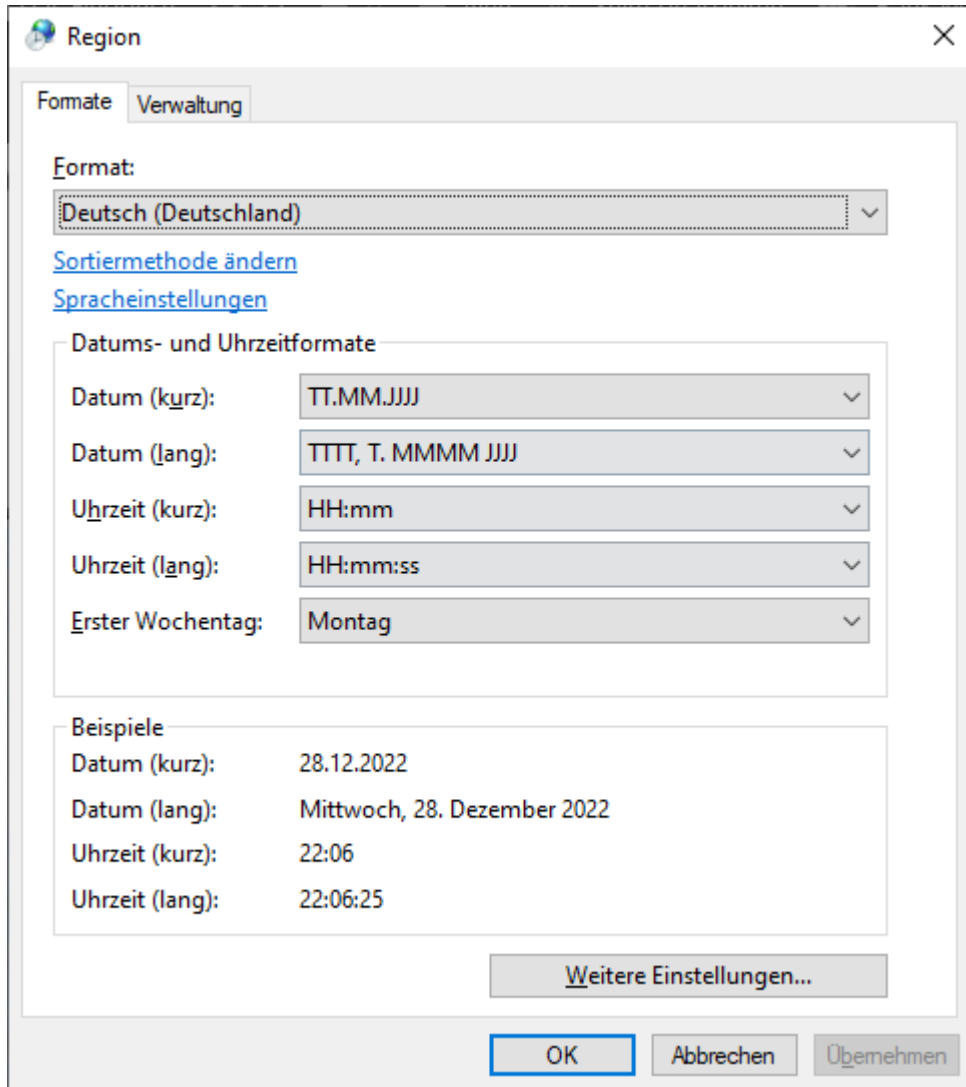 Region
Formate Verwaltung
Format:
Deutsch (Deutschland)
Sortiermethode ändern
Spracheinstellungen
Datums- und Uhrzeitformate
Datum (kurz): TT.MM.JJJJ
Datum (lang): TTTT, T. MMMM JJJJ
Uhrzeit (kurz): HH:mm
Uhrzeit (lang): HH:mm:ss
Erster Wochentag: Montag
Beispiele
Datum (kurz): 28.12.2022
Datum (lang): Mittwoch, 28. Dezember 2022
Uhrzeit (kurz): 22:06
Uhrzeit (lang): 22:06:25
Weitere Einstellungen...
OK Abbrechen Übernehmen